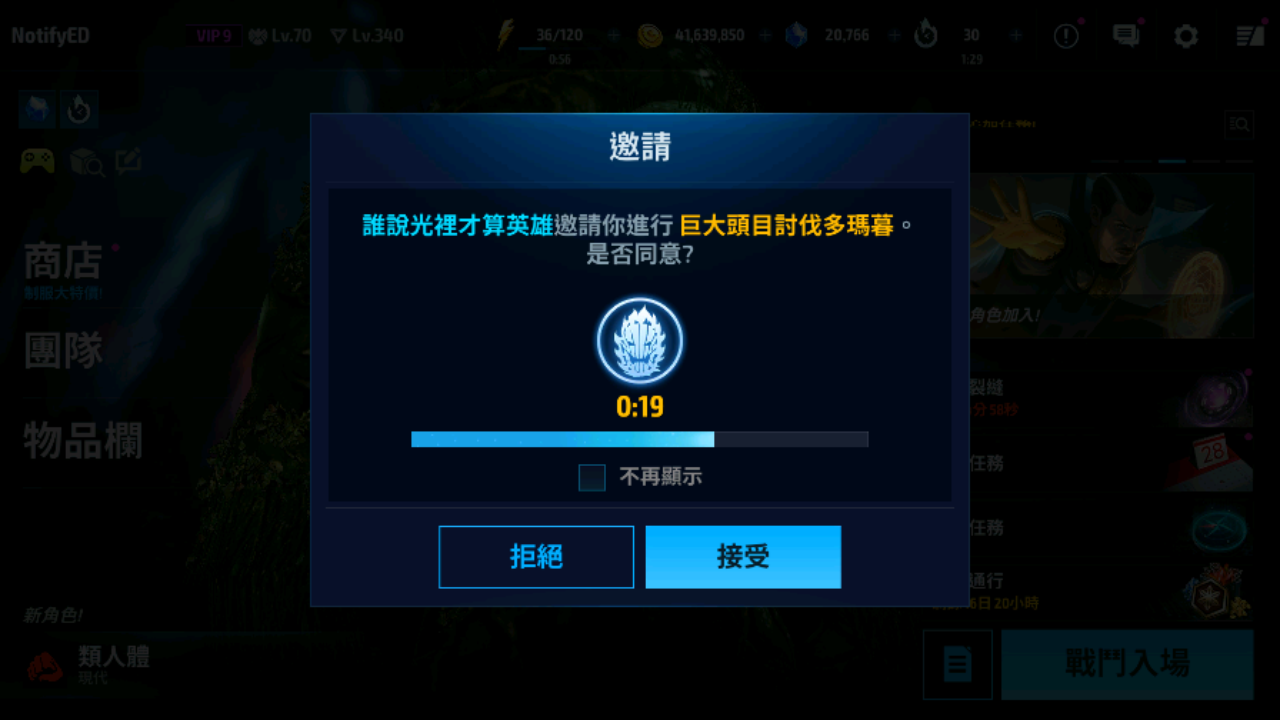 NotifyED
VIP 9
Lv.70
Lv.340
36/120
0:56
41,639,850
20,766
30
1:29
邀請
誰說光裡才算英雄邀請你進行 巨大頭目討伐多瑪暮。
是否同意?
0:19
不再顯示
拒絕
接受
商店
制服大特價!
團隊
物品欄
新角色!
類人體
現代
角色加入!
裂縫
分 58秒
28
任務
任務
通行
6日 20小時
戰鬥入場